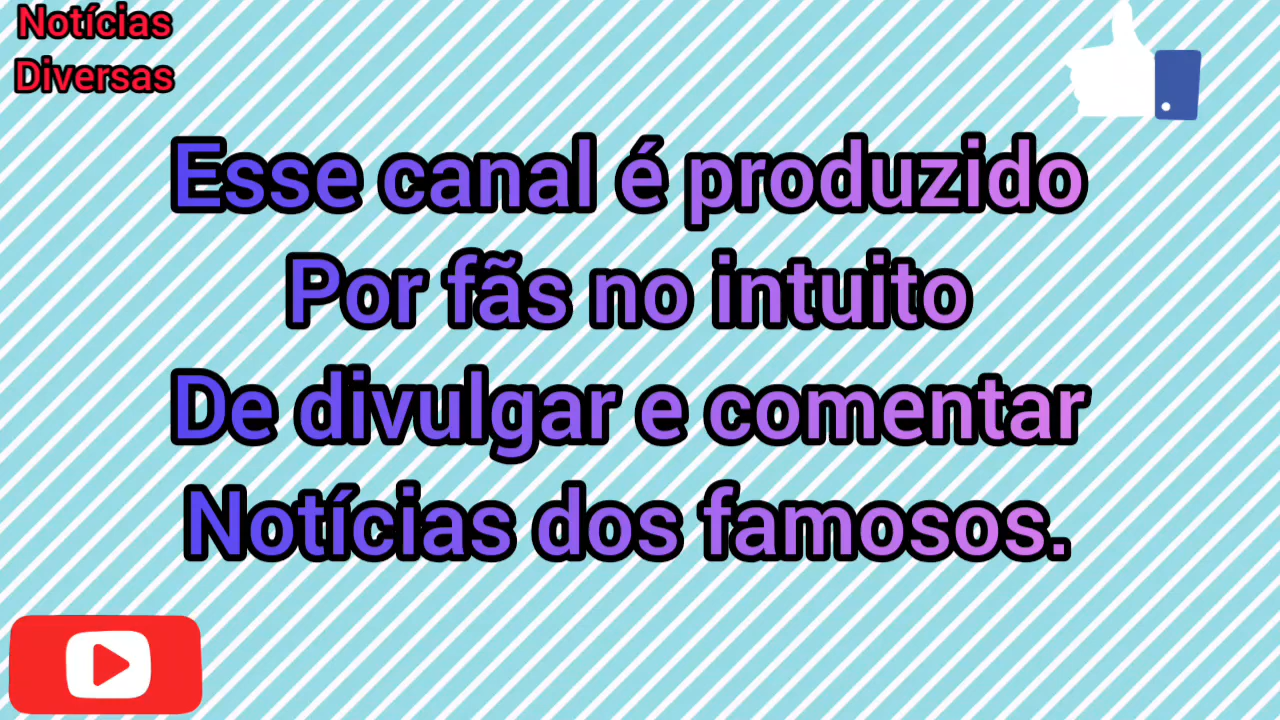 Notícias
Diversas
Esse canal é produzido
Por fãs no intuito
De divulgar e comentar
Notícias dos famosos.